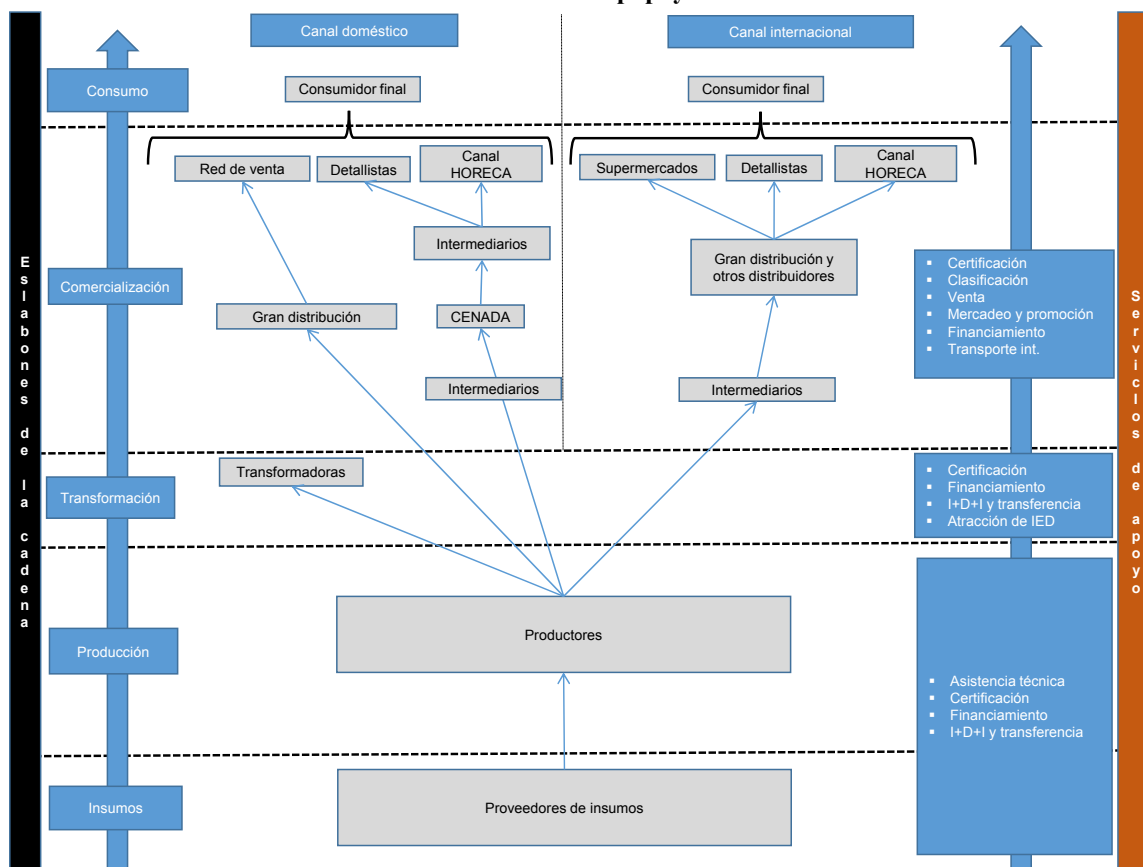 Canal doméstico
Canal internacional
Consumo
Consumidor final
Consumidor final
Red de venta
Detallistas
Canal
HORECA
Supermercados
Detallistas
Canal
HORECA
Intermediarios
Gran distribución y
otros distribuidores
Comercialización
Gran distribución
CENADA
▪ Certificación
▪ Clasificación
▪ Venta
▪ Mercadeo y promoción
▪ Financiamiento
▪ Transporte int.
Intermediarios
Intermediarios
Transformadoras
Transformación
▪ Certificación
▪ Financiamiento
▪ I+D+I y transferencia
▪ Atracción de IED
Productores
Producción
▪ Asistencia técnica
▪ Certificación
▪ Financiamiento
▪ I+D+I y transferencia
Insumos
Proveedores de insumos
Eslabones de la cadena
Servicios de apoyo